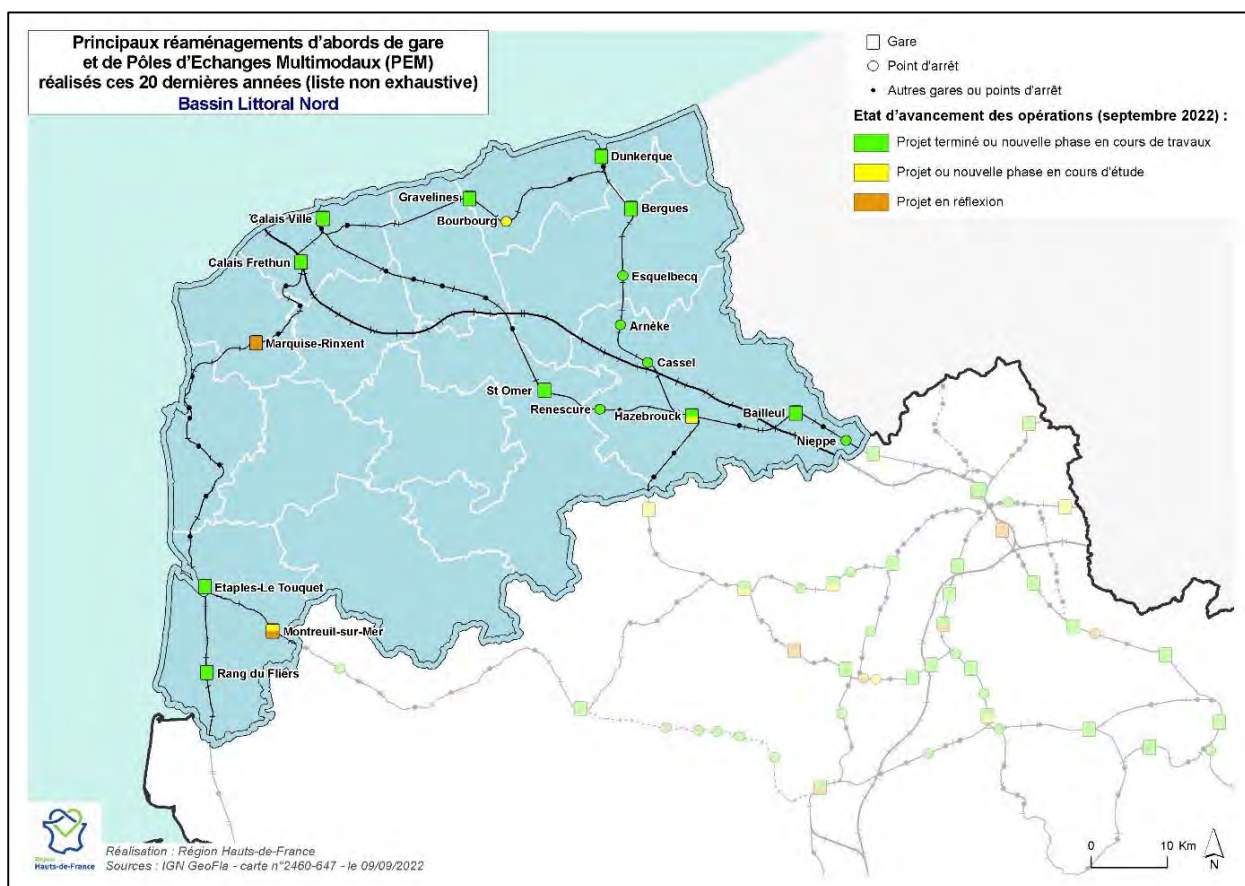 Principaux réaménagements d'abords de gare
et de Pôles d'Echanges Multimodaux (PEM)
réalisés ces 20 dernières années (liste non exhaustive)
Bassin Littoral Nord
Gare
Point d'arrêt
Autres gares ou points d'arrêt
Etat d'avancement des opérations (septembre 2022) :
Projet terminé ou nouvelle phase en cours de travaux
Projet ou nouvelle phase en cours d'étude
Projet en réflexion
Dunkerque
Gravelines
Bourbourg
Bergues
Calais Ville
Calais Frethun
Esquelbecq
Arnèke
Marquise-Rinxent
Cassel
St Omer
Renescure
Hazebrouck
Bailleul
Nieppe
Etaples-Le Touquet
Montreuil-sur-Mer
Rang du Fliers
Région
Hauts-de-France
Réalisation : Région Hauts-de-France
Sources : IGN GeoFla - carte n°2460-647 - le 09/09/2022
0 10 Km
N